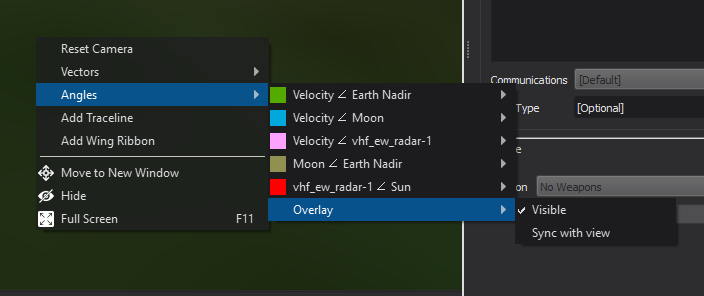 Reset Camera
Vectors
Angles
Add Traceline
Add Wing Ribbon
Move to New Window
Hide
Full Screen F11
Velocity ∠ Earth Nadir
Velocity ∠ Moon
Velocity ∠ vhf_ew_radar-1
Moon ∠ Earth Nadir
vhf_ew_radar-1 ∠ Sun
Overlay
Visible
Sync with view
Communications [Default]
Type [Optional]
No Weapons